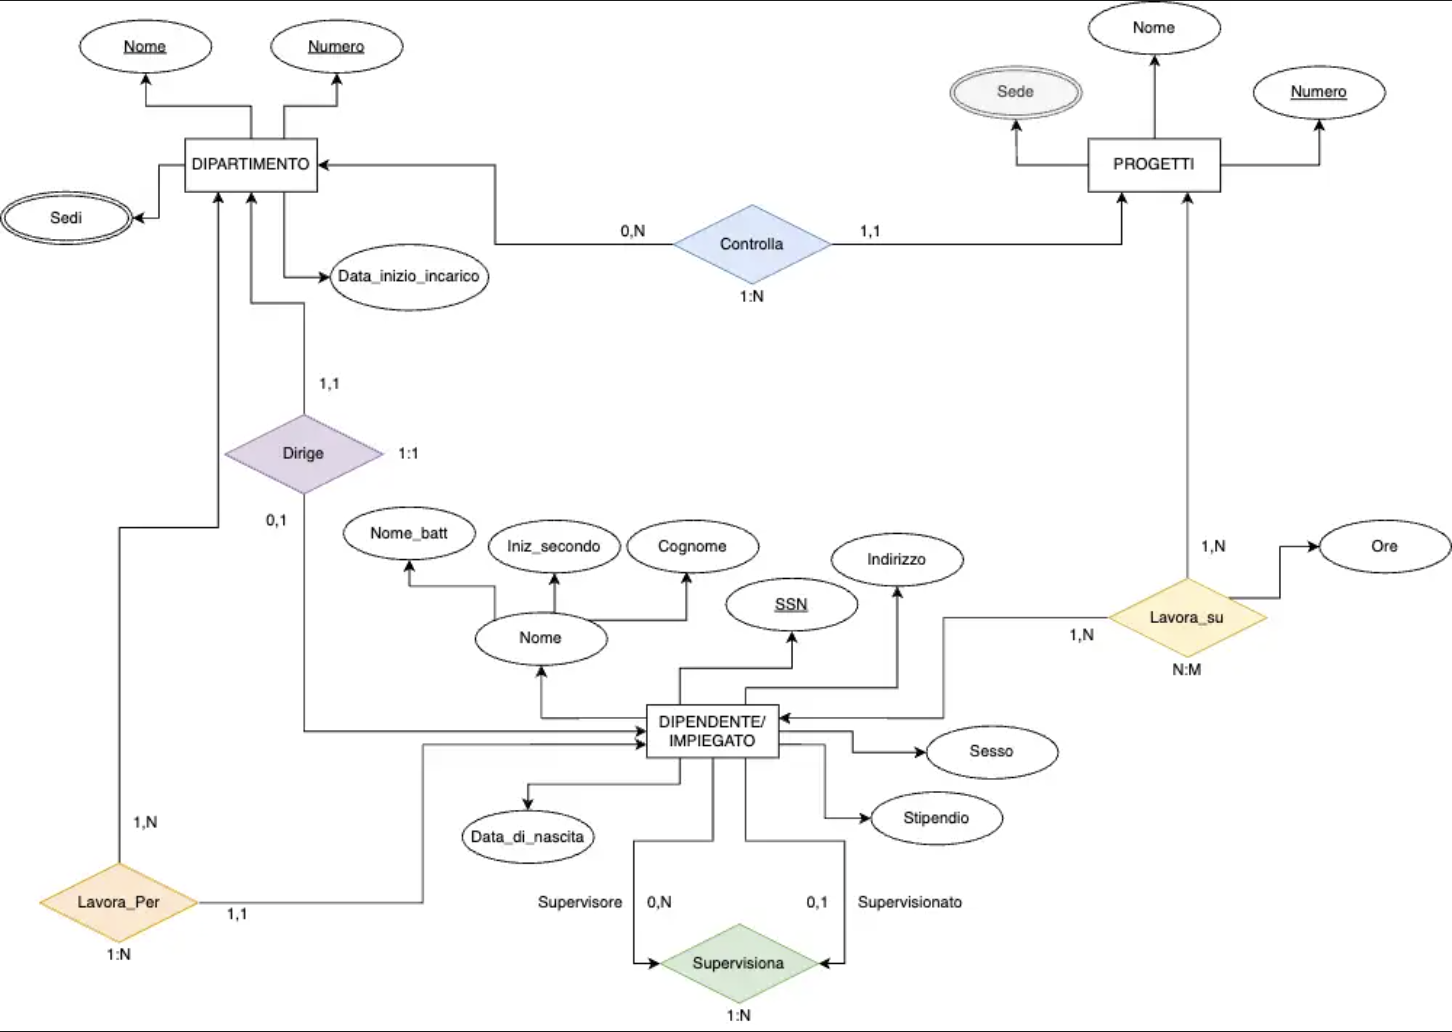 Nome
Numero
Nome
Sede
Numero
DIPARTIMENTO
PROGETTI
Sedi
0,N
Controlla
1,1
1:N
Data_inizio_incarico
1,1
Dirige
1:1
0,1
Nome_batt
Iniz_secondo
Cognome
Indirizzo
1,N
Ore
SSN
Nome
Lavora_su
1,N
N:M
DIPENDENTE/
IMPIEGATO
Sesso
Stipendio
Data_di_nascita
1,N
Lavora_Per
1,1
1:N
Supervisore
0,N
0,1
Supervisionato
Supervisiona
1:N